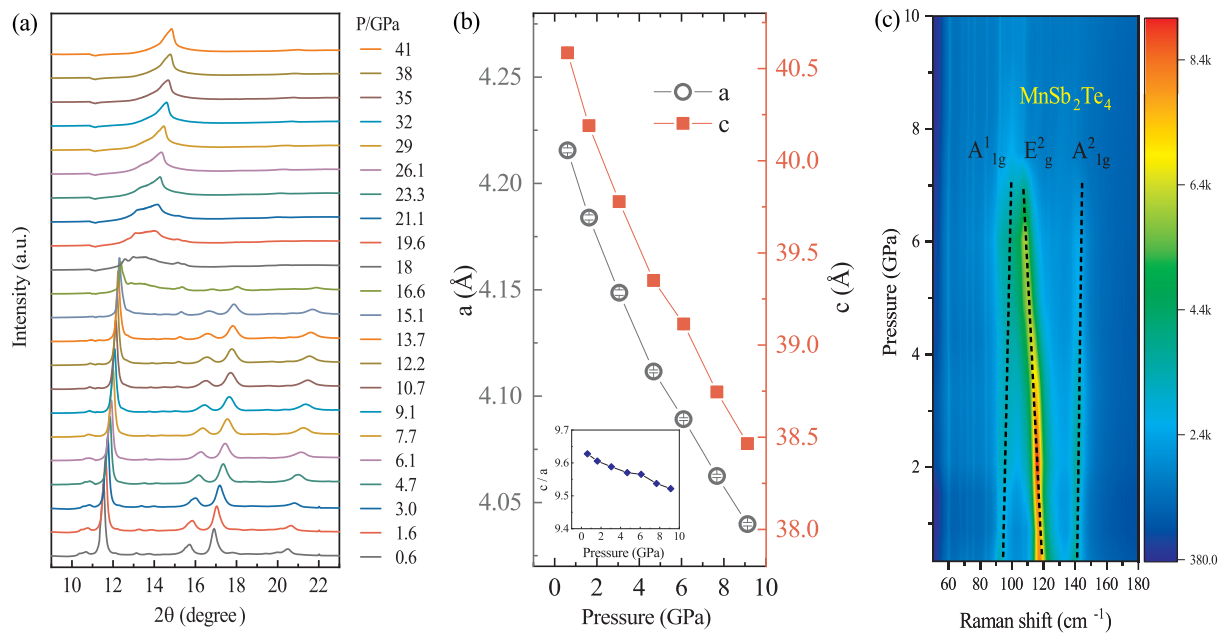 (a)
P/GPa
41
38
35
32
29
26.1
23.3
21.1
19.6
18
16.6
15.1
13.7
12.2
10.7
9.1
7.7
6.1
4.7
3.0
1.6
0.6
Intensity (a.u.)
10 12 14 16 18 20 22
2θ (degree)
(b)
4.25
4.20
4.15
4.10
4.05
a (Å)
a
c
40.5
40.0
39.5
39.0
38.5
38.0
c (Å)
9.7
9.6
9.5
9.4
c / a
0 2 4 6 8 10
Pressure (GPa)
0 2 4 6 8 10
Pressure (GPa)
(c)
10
8
6
4
2
Pressure (GPa)
MnSb₂Te₄
A¹₁g E²g A²₁g
60 80 100 120 140 160 180
Raman shift (cm⁻¹)
8.4k
6.4k
4.4k
2.4k
380.0